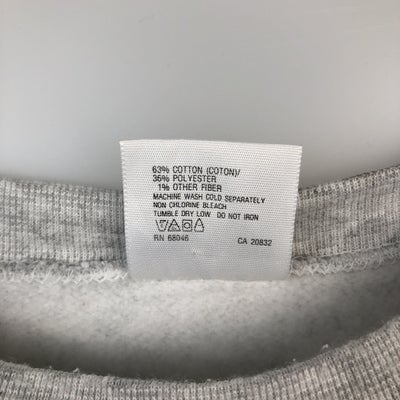 63% COTTON (COTON)/
36% POLYESTER
1% OTHER FIBER
MACHINE WASH COLD SEPARATELY
NON CHLORINE BLEACH
TUMBLE DRY LOW DO NOT IRON
RN 68046 CA 20832